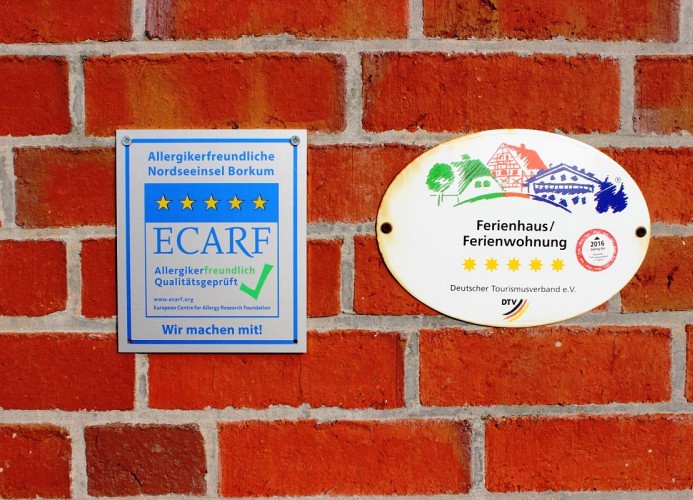 Allergikerfreundliche
Nordseeinsel Borkum
ECARF
Allergikerfreundlich
Qualitätsgeprüft
www.ecarf.org
European Centre for Allergy Research Foundation
Wir machen mit!
®
Ferienhaus/
Ferienwohnung
2016
Deutscher Tourismusverband e.V.
DTV